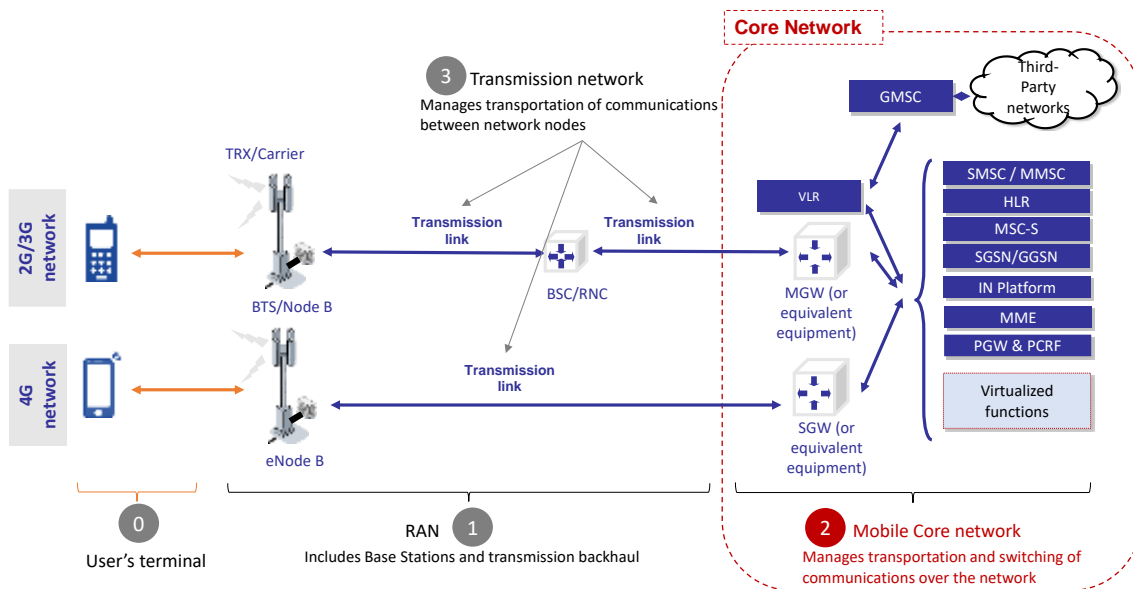 Core Network
3 Transmission network
Manages transportation of communications
between network nodes
GMSC
Third-
Party
networks
TRX/Carrier
2G/3G
network
Transmission
link
Transmission
link
VLR
SMSC / MMSC
HLR
MSC-S
SGSN/GGSN
IN Platform
MME
PGW & PCRF
Virtualized
functions
BTS/Node B
BSC/RNC
MGW (or
equivalent
equipment)
4G
network
Transmission
link
eNode B
SGW (or
equivalent
equipment)
0
User's terminal
RAN 1
Includes Base Stations and transmission backhaul
2 Mobile Core network
Manages transportation and switching of
communications over the network